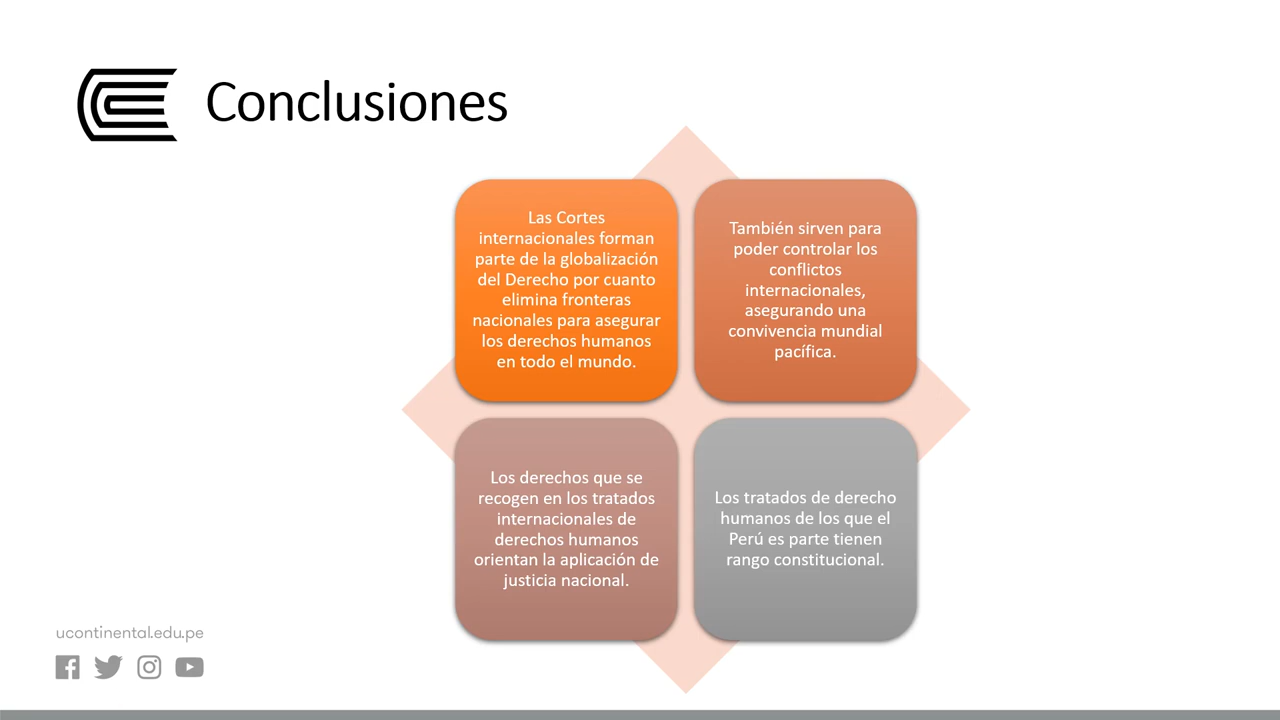 Conclusiones
Las Cortes
internacionales forman
parte de la globalización
del Derecho por cuanto
elimina fronteras
nacionales para asegurar
los derechos humanos
en todo el mundo.
También sirven para
poder controlar los
conflictos
internacionales,
asegurando una
convivencia mundial
pacífica.
Los derechos que se
recogen en los tratados
internacionales de
derechos humanos
orientan la aplicación de
justicia nacional.
Los tratados de derecho
humanos de los que el
Perú es parte tienen
rango constitucional.
ucontinental.edu.pe